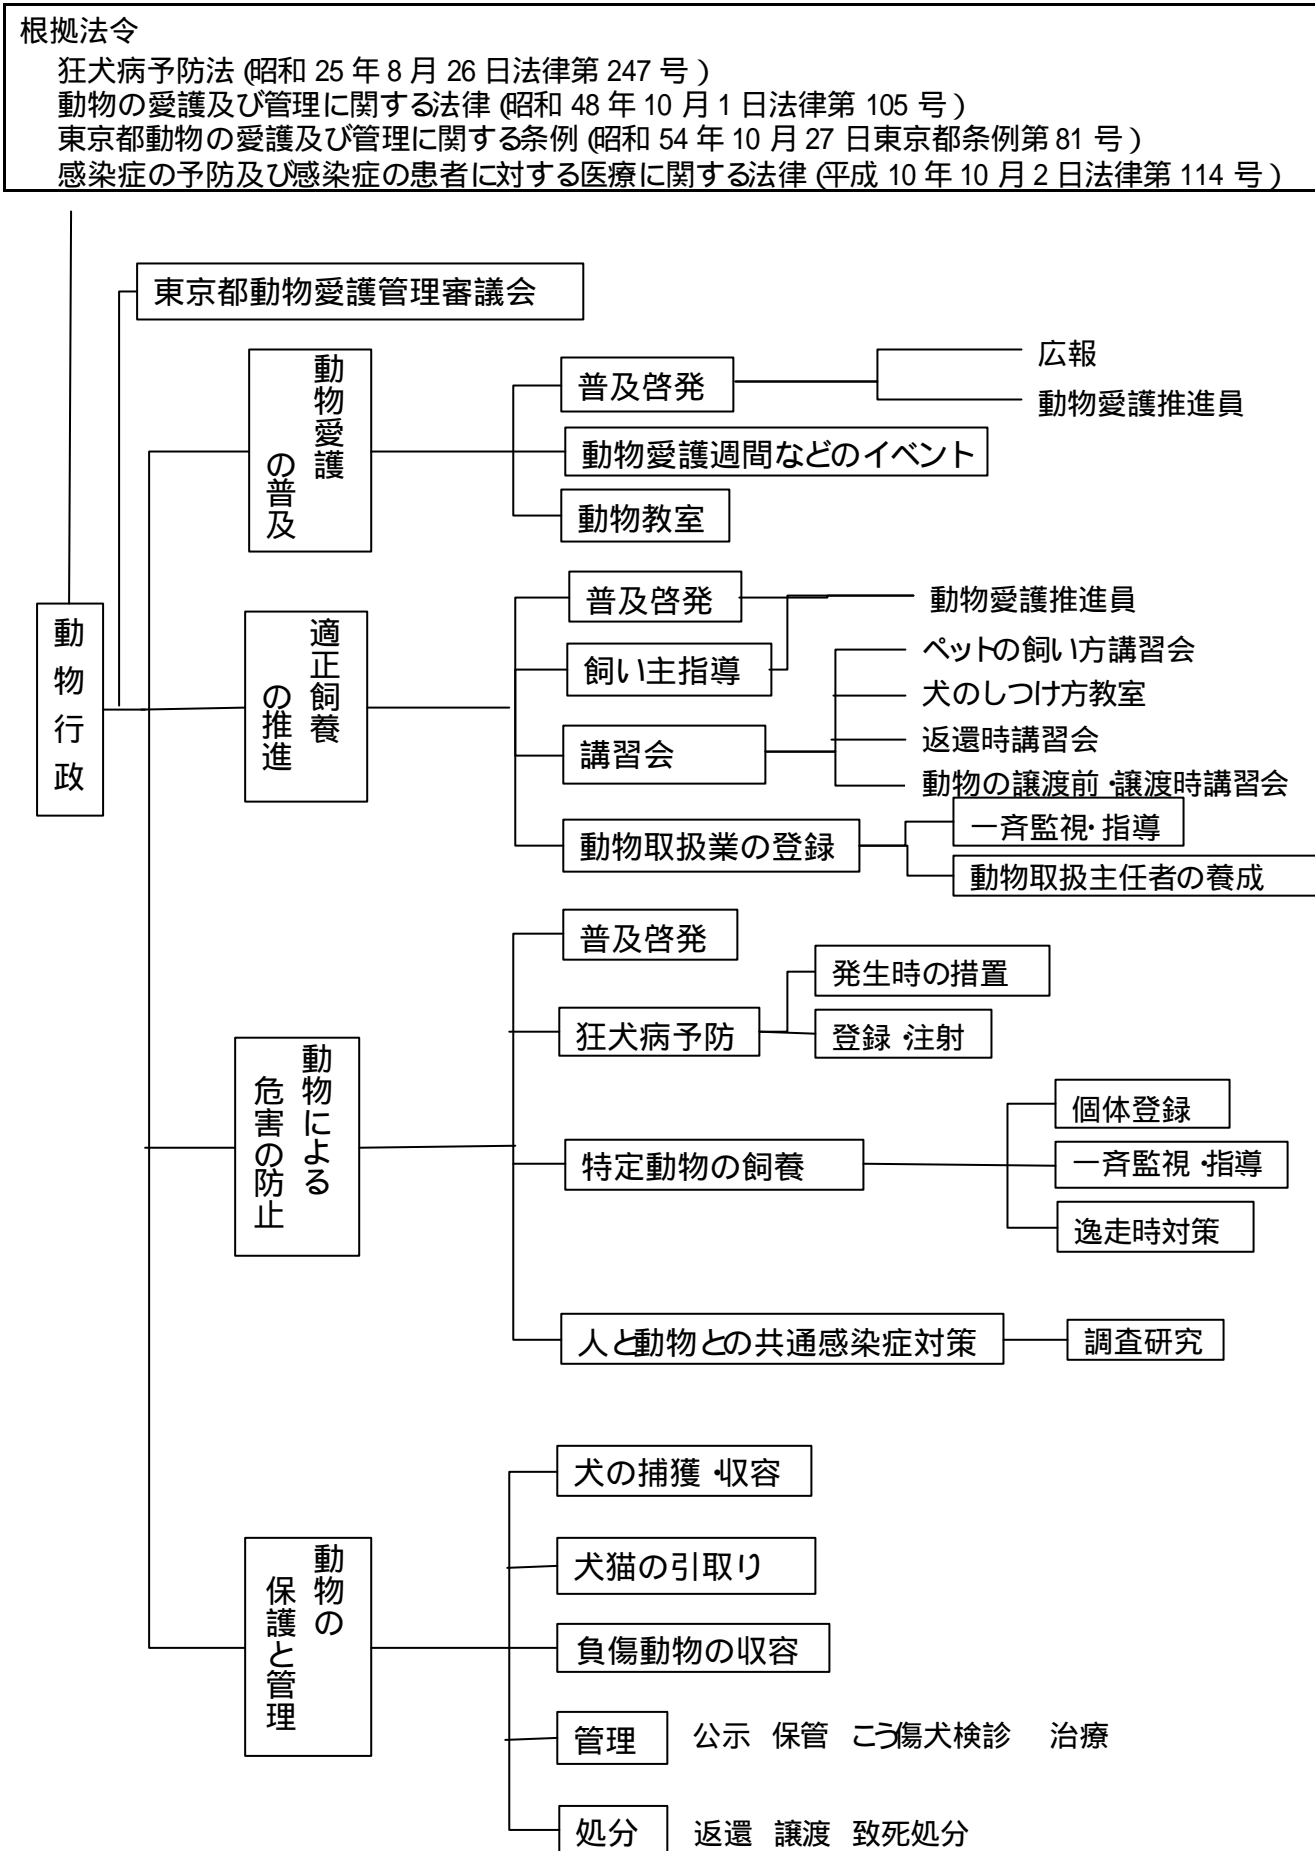 根拠法令
狂犬病予防法(昭和 25 年 8 月 26 日法律第 247 号)
動物の愛護及び管理に関する法律(昭和 48 年 10 月 1 日法律第 105 号)
東京都動物の愛護及び管理に関する条例(昭和 54 年 10 月 27 日東京都条例第 81 号)
感染症の予防及び感染症の患者に対する医療に関する法律(平成 10 年 10 月 2 日法律第 114 号)
動物行政
東京都動物愛護管理審議会
動物愛護
の普及
普及啓発
広報
動物愛護推進員
動物愛護週間などのイベント
動物教室
適正飼養
の推進
普及啓発
動物愛護推進員
飼い主指導
講習会
ペットの飼い方講習会
犬のしつけ方教室
返還時講習会
動物の譲渡前・譲渡時講習会
動物取扱業の登録
一斉監視・指導
動物取扱主任者の養成
動物による
危害の防止
普及啓発
狂犬病予防
発生時の措置
登録・注射
特定動物の飼養
個体登録
一斉監視・指導
逸走時対策
人と動物との共通感染症対策
調査研究
動物の
保護と管理
犬の捕獲・収容
犬猫の引取り
負傷動物の収容
管理
公示 保管 こう傷犬検診 治療
処分
返還 譲渡 致死処分